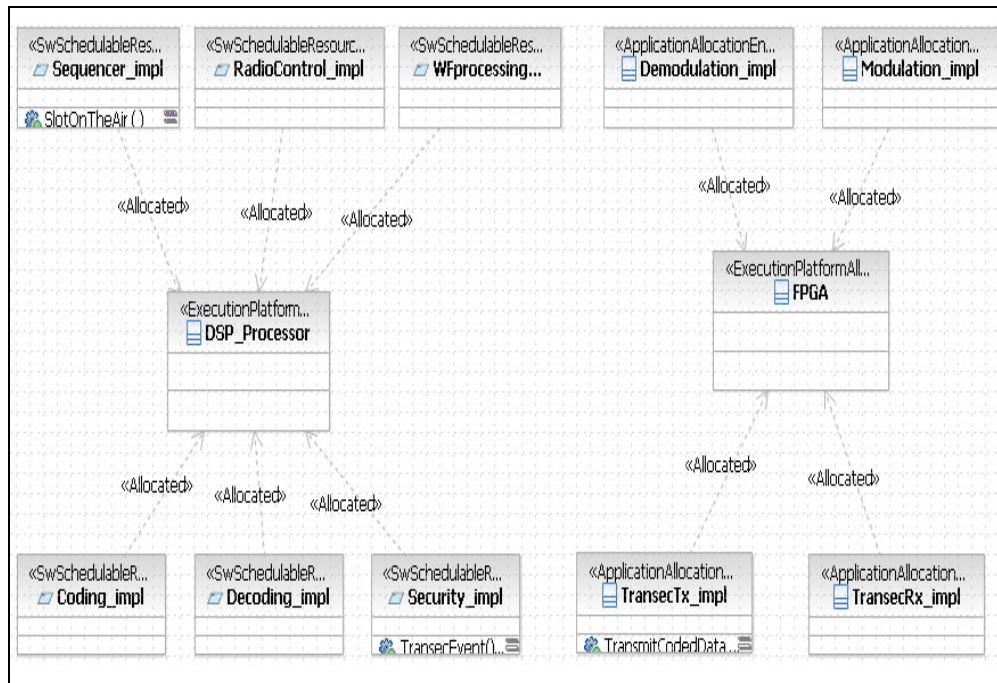 «SwSchedulableRes...
Sequencer_impl
SlotOnTheAir ( )
«SwSchedulableResourc...
RadioControl_impl
«SwSchedulableRes...
WFprocessing...
«ApplicationAllocationEn...
Demodulation_impl
«ApplicationAllocation...
Modulation_impl
«Allocated»
«Allocated»
«Allocated»
«Allocated»
«Allocated»
«ExecutionPlatform...
DSP_Processor
«ExecutionPlatformAll...
FPGA
«Allocated»
«Allocated»
«Allocated»
«Allocated»
«Allocated»
«SwSchedulableR...
Coding_impl
«SwSchedulableR...
Decoding_impl
«SwSchedulableR...
Security_impl
TransecEvent()...
«ApplicationAllocation...
TransecTx_impl
TransmitCodedData...
«ApplicationAllocation...
TransecRx_impl